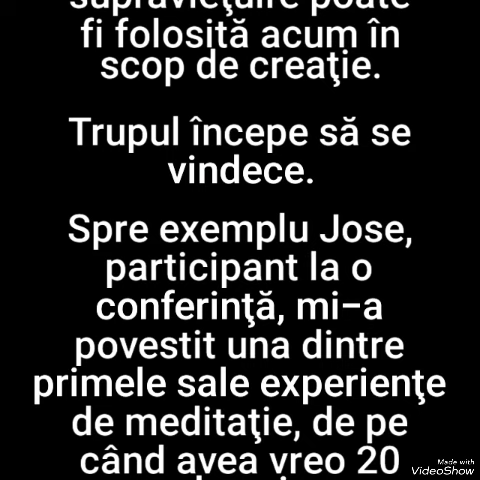 supravieţuire poate
fi folosită acum în
scop de creaţie.
Trupul începe să se
vindece.
Spre exemplu Jose,
participant la o
conferinţă, mi-a
povestit una dintre
primele sale experienţe
de meditaţie, de pe
când avea vreo 20
Made with
VideoShow